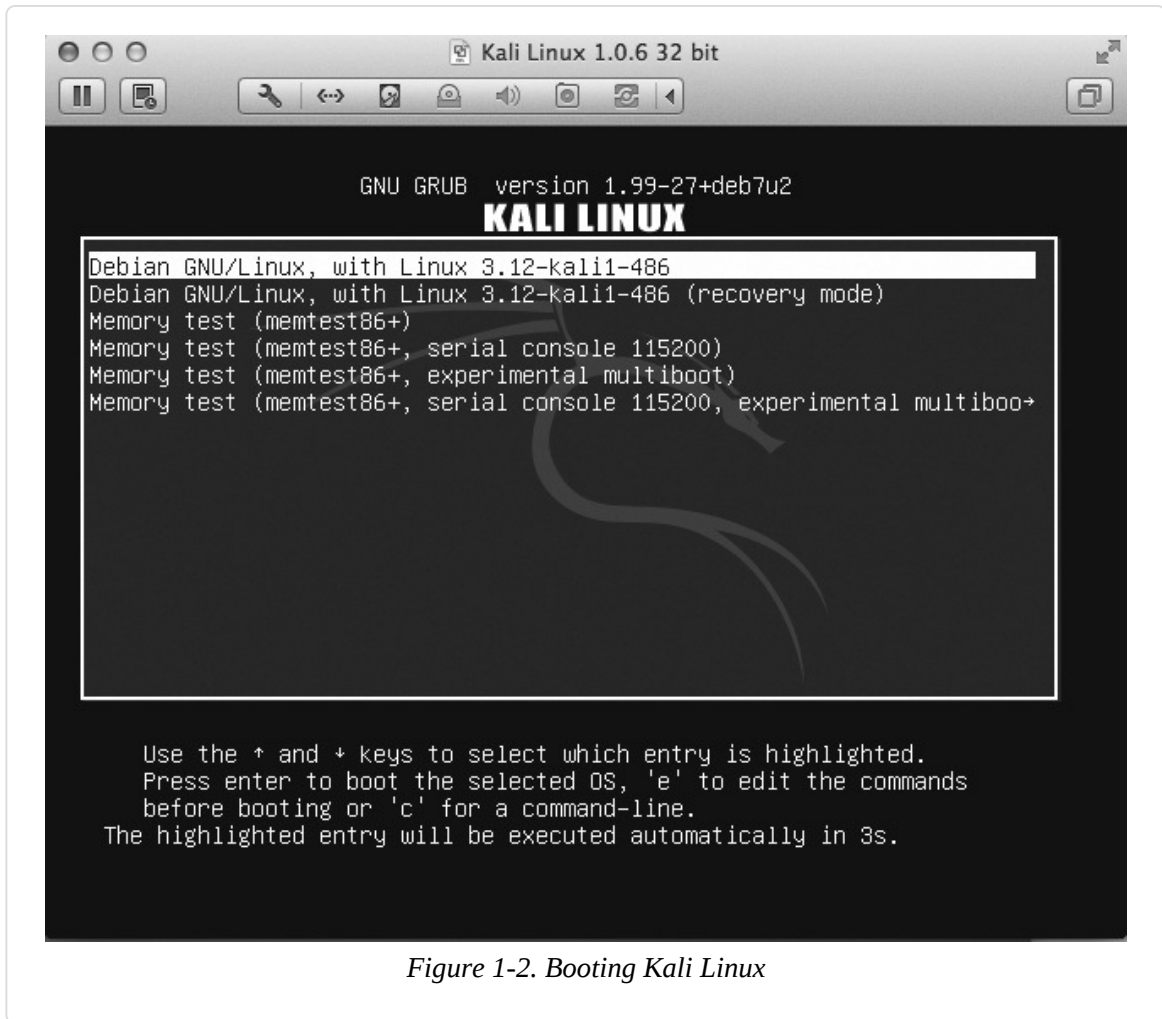 Kali Linux 1.0.6 32 bit
GNU GRUB version 1.99-27+deb7u2
KALI LINUX
Debian GNU/Linux, with Linux 3.12-kali1-486
Debian GNU/Linux, with Linux 3.12-kali1-486 (recovery mode)
Memory test (memtest86+)
Memory test (memtest86+, serial console 115200)
Memory test (memtest86+, experimental multiboot)
Memory test (memtest86+, serial console 115200, experimental multiboo→
Use the ↑ and ↓ keys to select which entry is highlighted.
Press enter to boot the selected OS, 'e' to edit the commands
before booting or 'c' for a command-line.
The highlighted entry will be executed automatically in 3s.
Figure 1-2. Booting Kali Linux